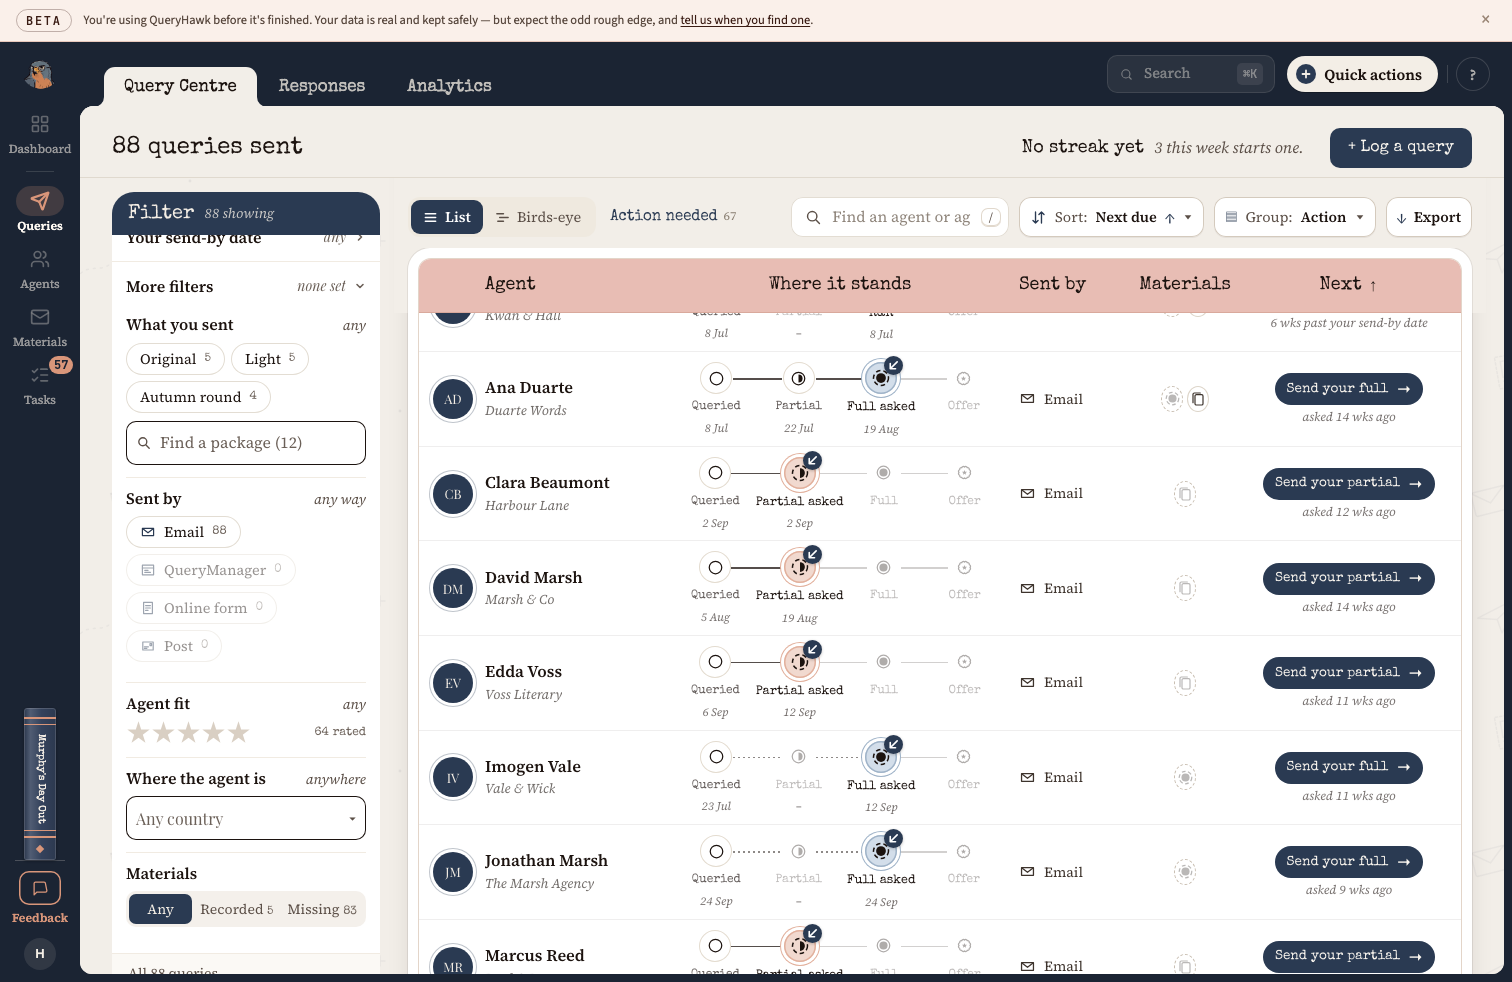 BETA You're using QueryHawk before it's finished. Your data is real and kept safely — but expect the odd rough edge, and tell us when you find one. ×
Query Centre Responses Analytics Search ⌘K + Quick actions ?
Dashboard
Queries
Agents
Materials
57
Tasks
Murphy's Day Out
Feedback
H
88 queries sent
No streak yet 3 this week starts one. + Log a query
Filter 88 showing
Your send-by date any
More filters none set
What you sent any
Original 5 Light 5
Autumn round 4
Find a package (12)
Sent by any way
Email 88
QueryManager 0
Online form 0
Post 0
Agent fit any
64 rated
Where the agent is anywhere
Any country
Materials
Any Recorded 5 Missing 83
All 88 queries
List Birds-eye Action needed 67 Find an agent or ag / Sort: Next due ↑ Group: Action ↓ Export
Agent Where it stands Sent by Materials Next ↑
Kwan & Hall Queried Partial R&R Offer
8 Jul – 8 Jul
6 wks past your send-by date
AD Ana Duarte
Duarte Words
Queried Partial Full asked Offer
8 Jul 22 Jul 19 Aug
Email
Send your full →
asked 14 wks ago
CB Clara Beaumont
Harbour Lane
Queried Partial asked Full Offer
2 Sep 2 Sep
Email
Send your partial →
asked 12 wks ago
DM David Marsh
Marsh & Co
Queried Partial asked Full Offer
5 Aug 19 Aug
Email
Send your partial →
asked 14 wks ago
EV Edda Voss
Voss Literary
Queried Partial asked Full Offer
6 Sep 12 Sep
Email
Send your partial →
asked 11 wks ago
IV Imogen Vale
Vale & Wick
Queried Partial Full asked Offer
23 Jul – 12 Sep
Email
Send your full →
asked 11 wks ago
JM Jonathan Marsh
The Marsh Agency
Queried Partial Full asked Offer
24 Sep – 24 Sep
Email
Send your full →
asked 9 wks ago
MR Marcus Reed
Queried Partial asked Full Offer
Email
Send your partial →